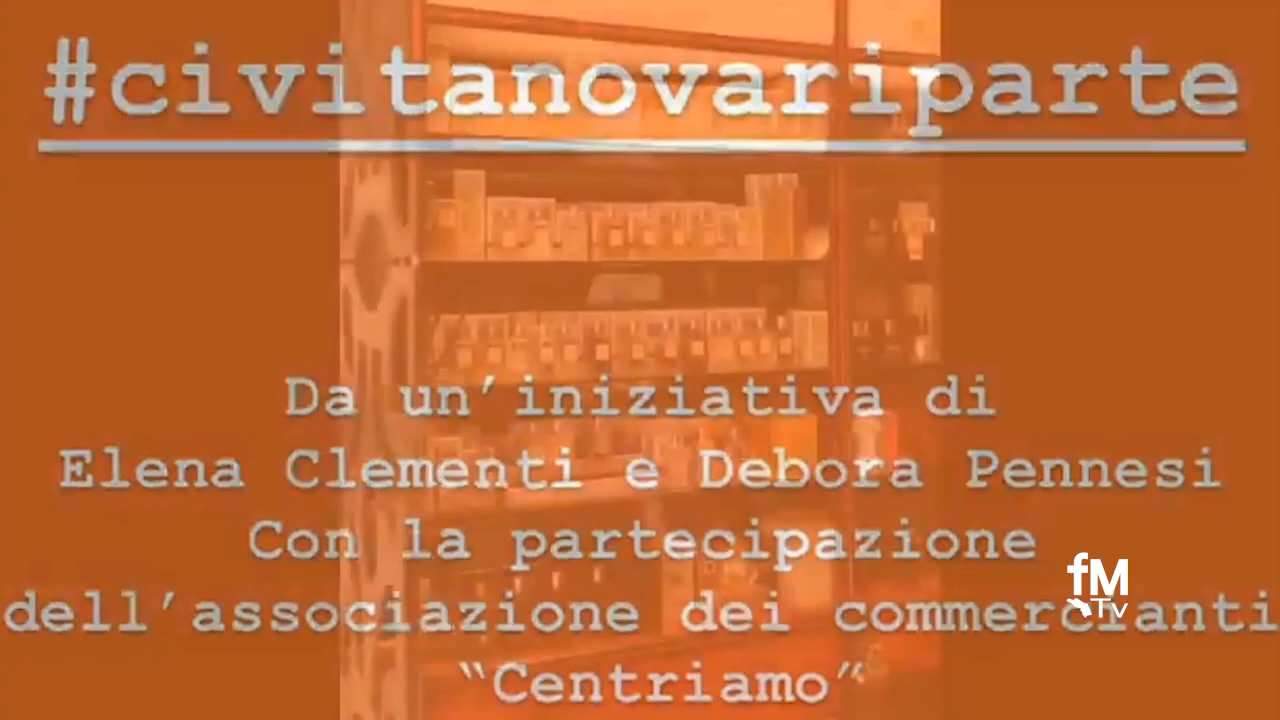 #civitanovariparte
Da un'iniziativa di
Elena Clementi e Debora Pennesi
Con la partecipazione
dell'associazione dei commercianti
“Centriamo”
fM
Tv